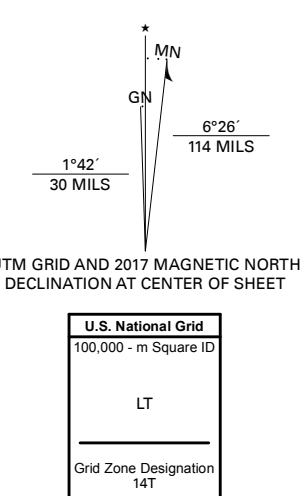 ★
MN
GN
6°26´
114 MILS
1°42´
30 MILS
UTM GRID AND 2017 MAGNETIC NORTH
DECLINATION AT CENTER OF SHEET
U.S. National Grid
100,000 - m Square ID
LT
Grid Zone Designation
14T